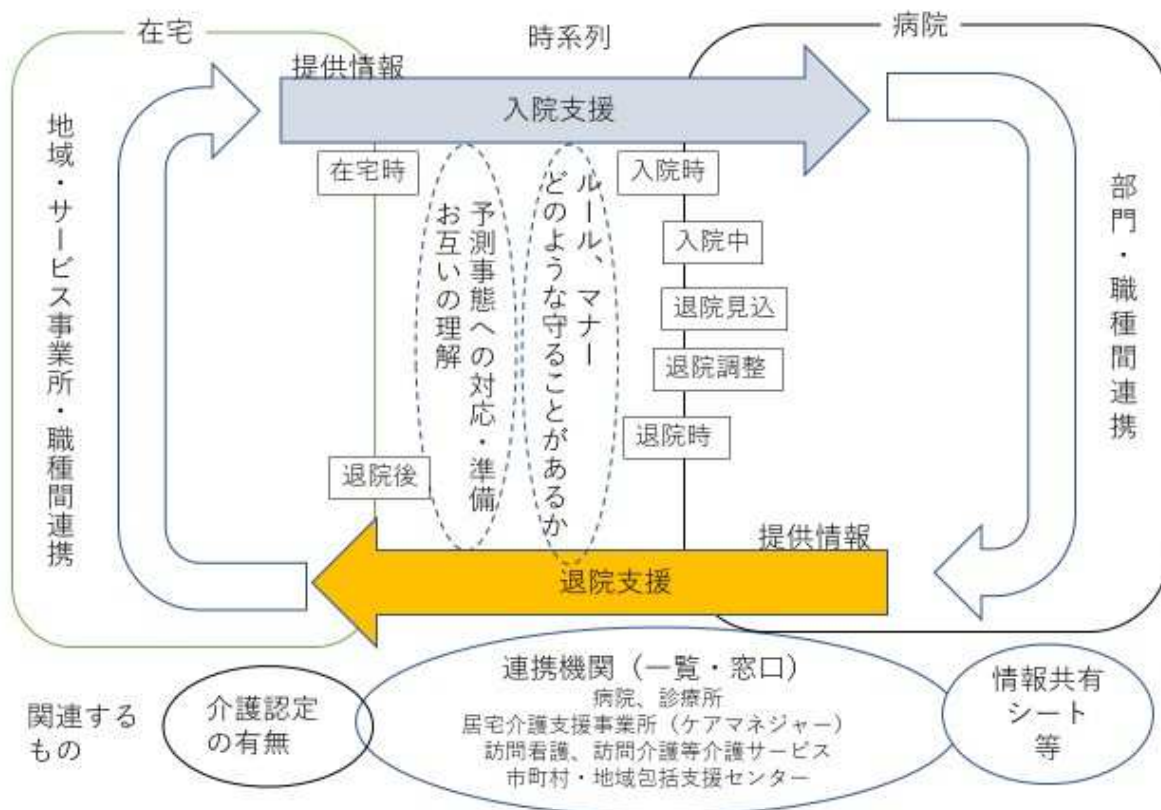 在宅
時系列
病院
提供情報
入院支援
地域・サービス事業所・職種間連携
在宅時
予測事態への対応・準備
お互いの理解
ルール、マナー
どのような守ることがあるか
入院時
入院中
退院見込
退院調整
退院時
退院後
部門・職種間連携
提供情報
退院支援
関連する
もの
介護認定
の有無
連携機関（一覧・窓口）
病院、診療所
居宅介護支援事業所（ケアマネジャー）
訪問看護、訪問介護等介護サービス
市町村・地域包括支援センター
情報共有
シート
等